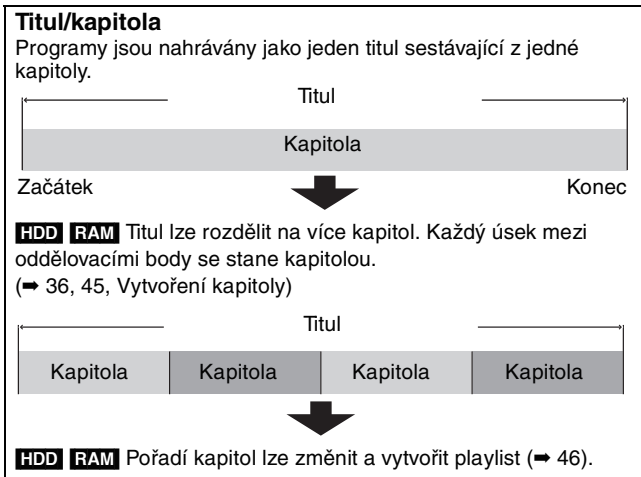 Titul/kapitola
Programy jsou nahrávány jako jeden titul sestávající z jedné
kapitoly.
Titul
Kapitola
Začátek Konec
HDD RAM Titul lze rozdělit na více kapitol. Každý úsek mezi
oddělovacími body se stane kapitolou.
(➡ 36, 45, Vytvoření kapitoly)
Titul
Kapitola Kapitola Kapitola Kapitola
HDD RAM Pořadí kapitol lze změnit a vytvořit playlist (➡ 46).